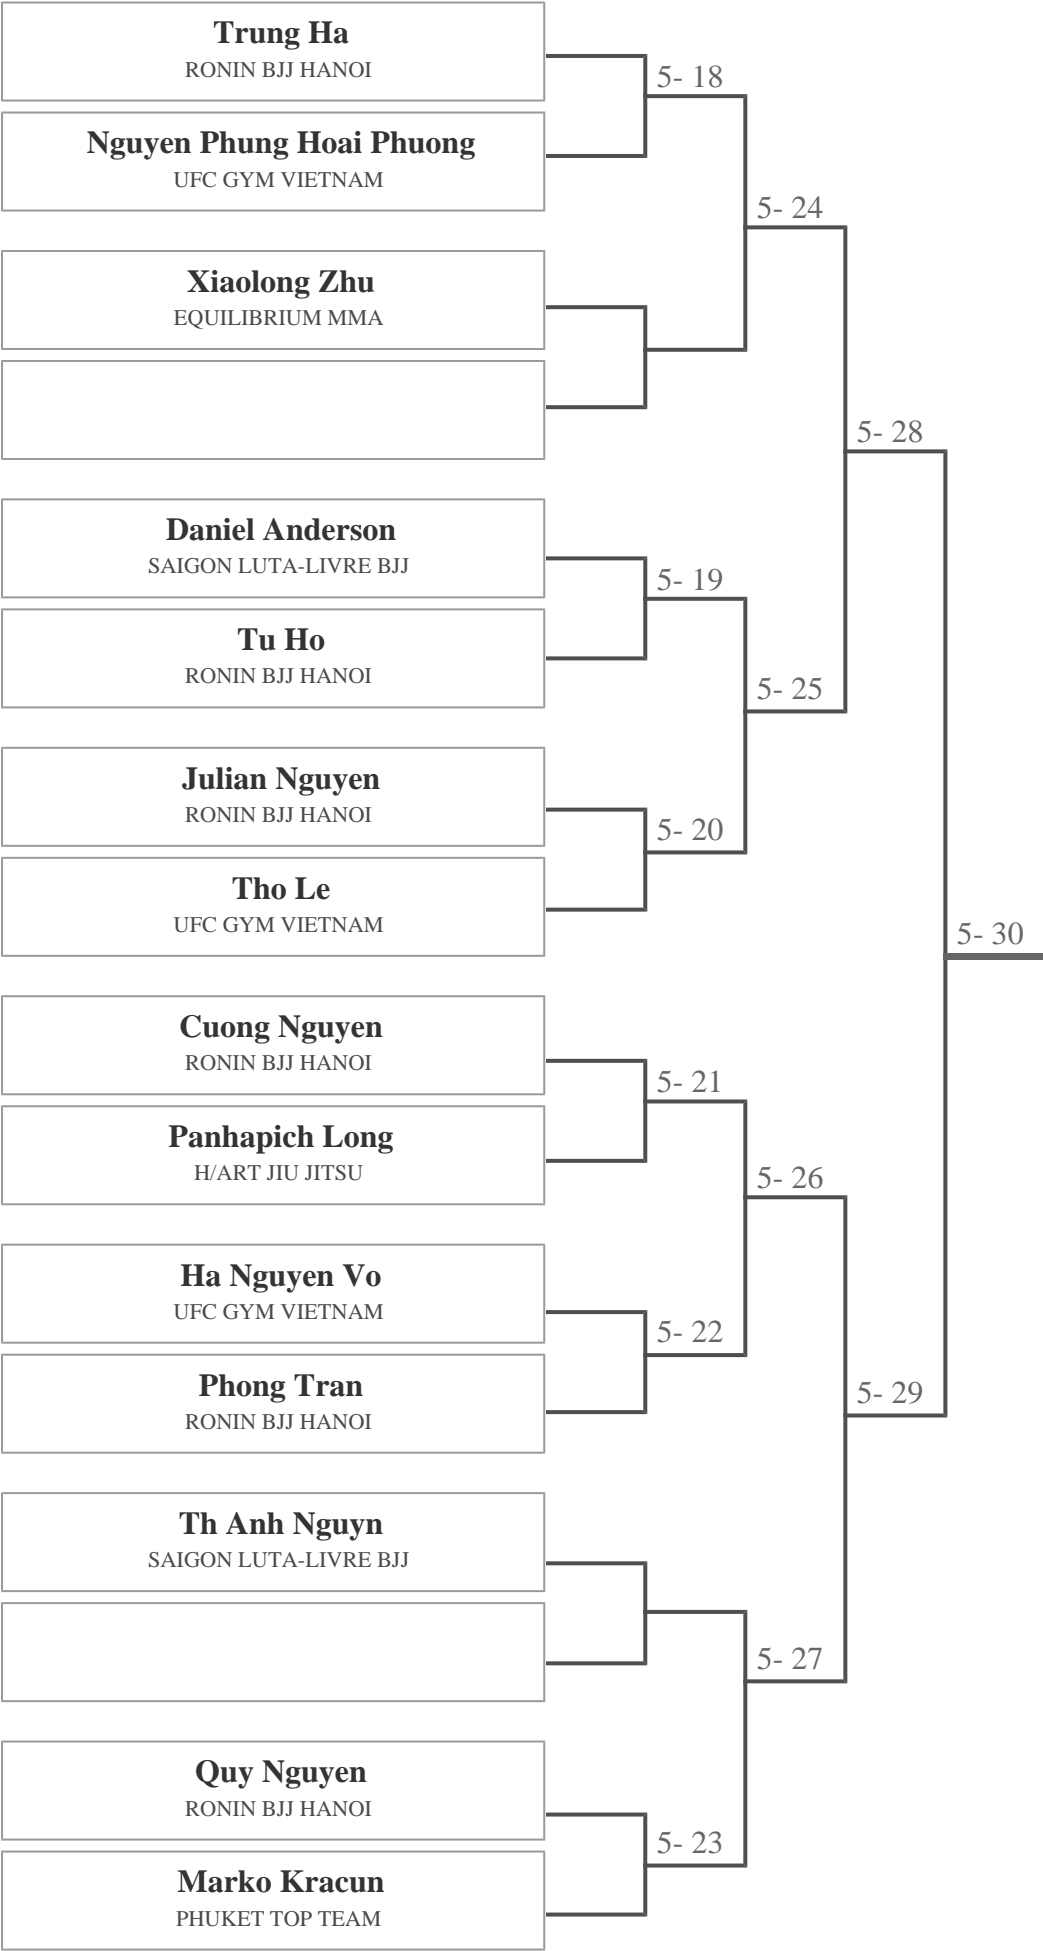 Trung Ha
RONIN BJJ HANOI
5- 18
Nguyen Phung Hoai Phuong
UFC GYM VIETNAM
5- 24
Xiaolong Zhu
EQUILIBRIUM MMA
5- 28
Daniel Anderson
SAIGON LUTA-LIVRE BJJ
5- 19
Tu Ho
RONIN BJJ HANOI
5- 25
Julian Nguyen
RONIN BJJ HANOI
5- 20
Tho Le
UFC GYM VIETNAM
5- 30
Cuong Nguyen
RONIN BJJ HANOI
5- 21
Panhapich Long
H/ART JIU JITSU
5- 26
Ha Nguyen Vo
UFC GYM VIETNAM
5- 22
Phong Tran
RONIN BJJ HANOI
5- 29
Th Anh Nguyn
SAIGON LUTA-LIVRE BJJ
5- 27
Quy Nguyen
RONIN BJJ HANOI
5- 23
Marko Kracun
PHUKET TOP TEAM